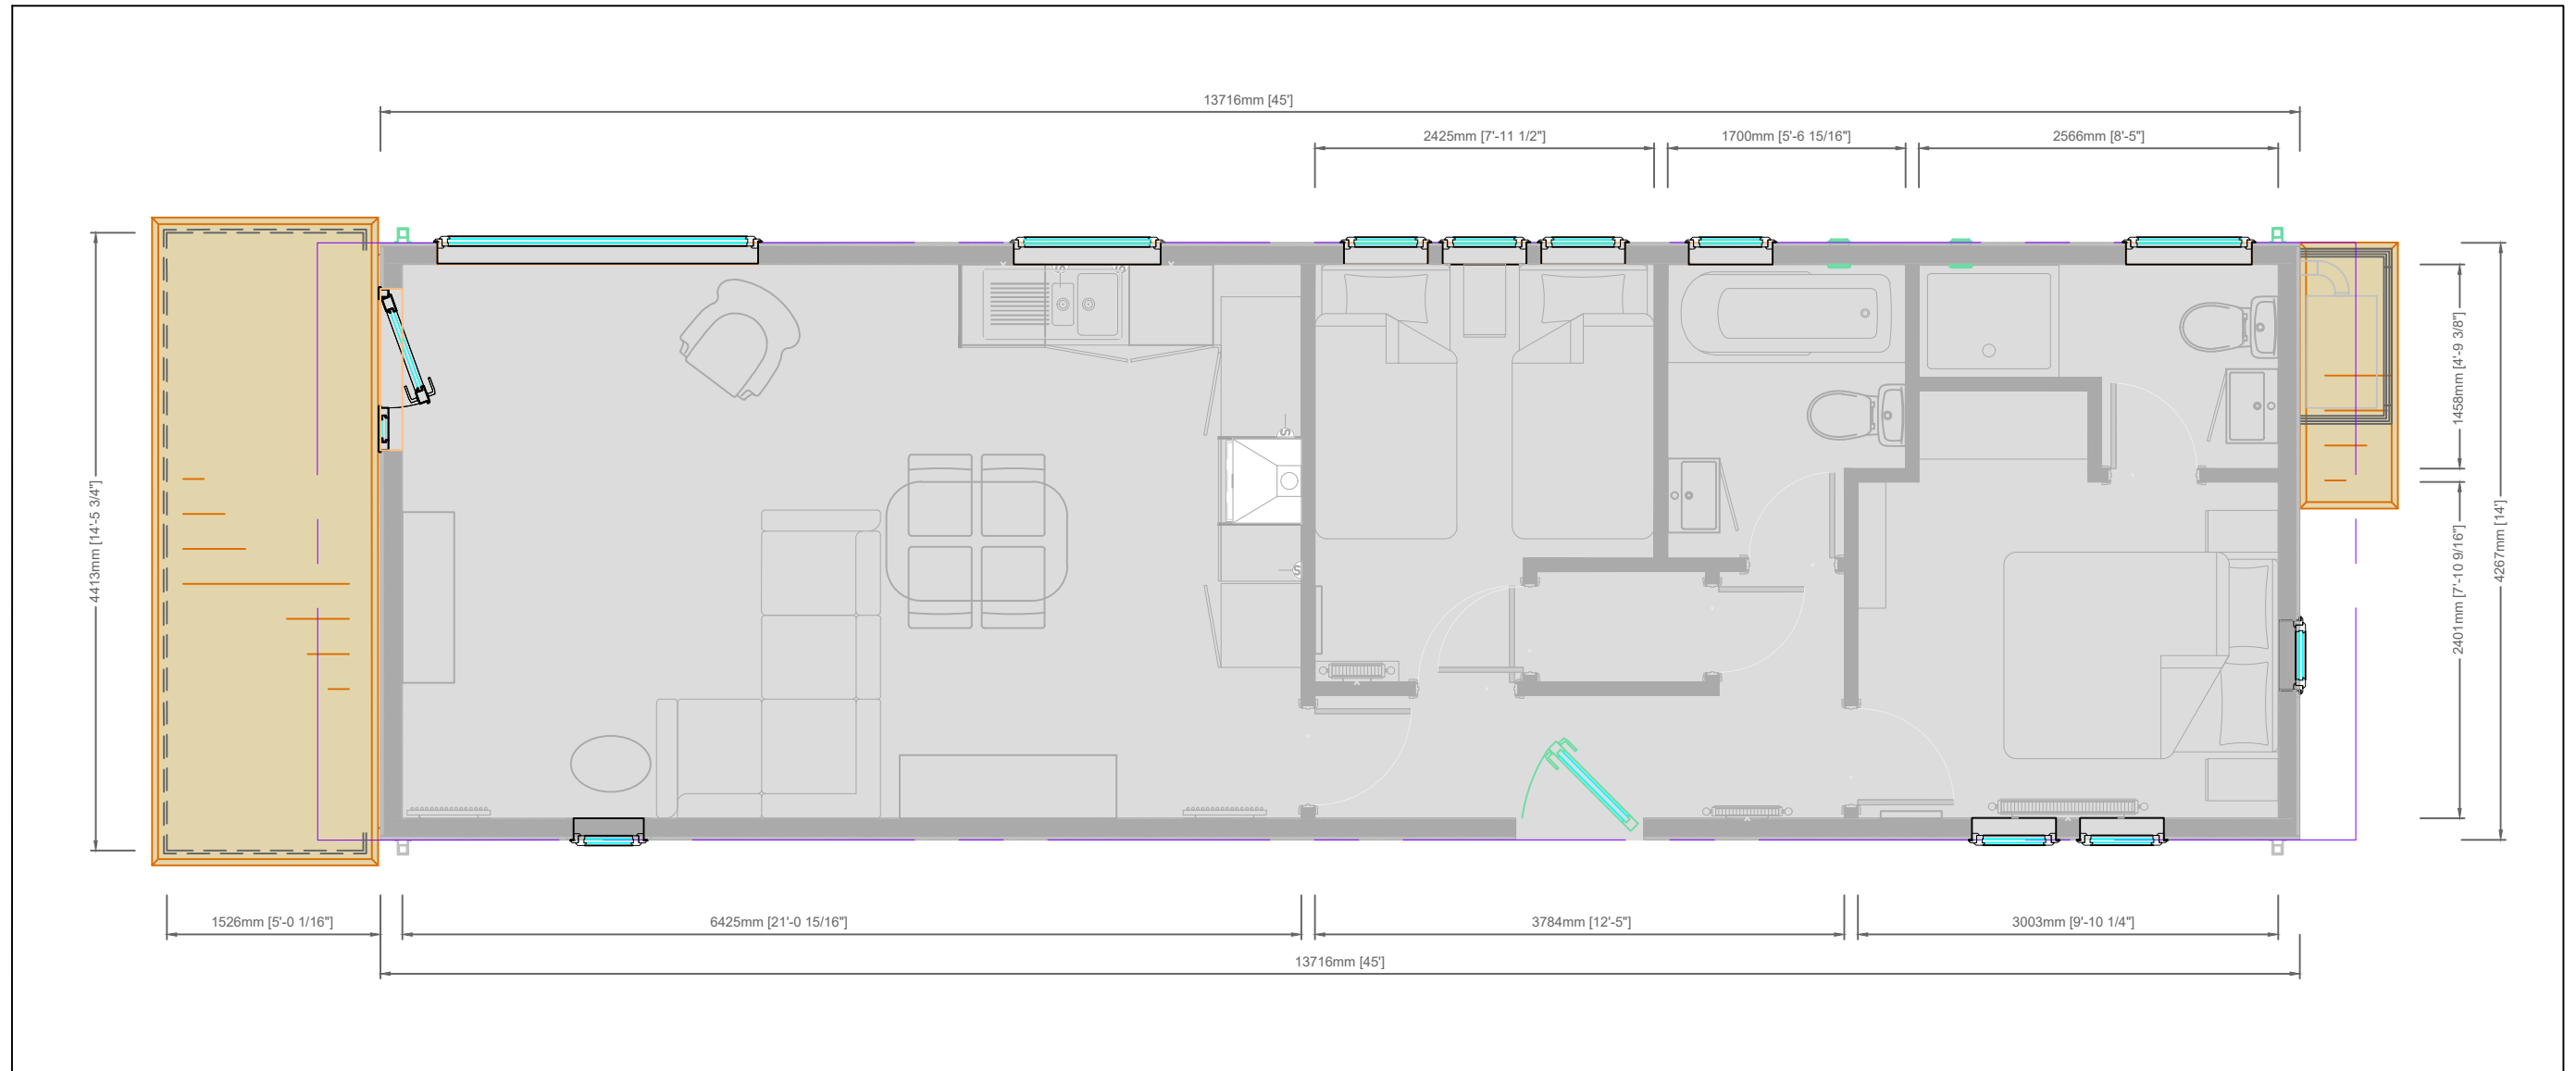 13716mm [45']
2425mm [7'-11 1/2"]
1700mm [5'-6 15/16"]
2566mm [8'-5"]
4413mm [14'-5 3/4"]
1458mm [4'-9 3/8"]
2401mm [7'-10 9/16"]
4267mm [14']
1526mm [5'-0 1/16"]
6425mm [21'-0 15/16"]
3784mm [12'-5"]
3003mm [9'-10 1/4"]
13716mm [45']